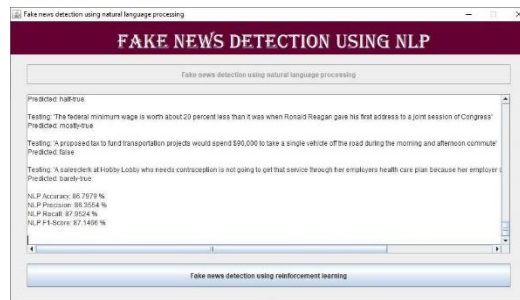 Fake news detection using natural language processing
FAKE NEWS DETECTION USING NLP
Fake news detection using natural language processing
Predicted: half-true
Testing: 'The federal minimum wage is worth about 20 percent less than it was when Ronald Reagan gave his first address to a joint session of Congress'
Predicted: mostly-true
Testing: 'A proposed tax to fund transportation projects would spend $90,000 to take a single vehicle off the road during the morning and afternoon commute'
Predicted: false
Testing: 'A salesclerk at Hobby Lobby who needs contraception is not going to get that service through her employers health care plan because her employer
Predicted: barely-true
NLP Accuracy: 86.7979 %
NLP Precision: 86.3554 %
NLP Recall: 87.9524 %
NLP F1-Score: 87.1466 %
Fake news detection using reinforcement learning